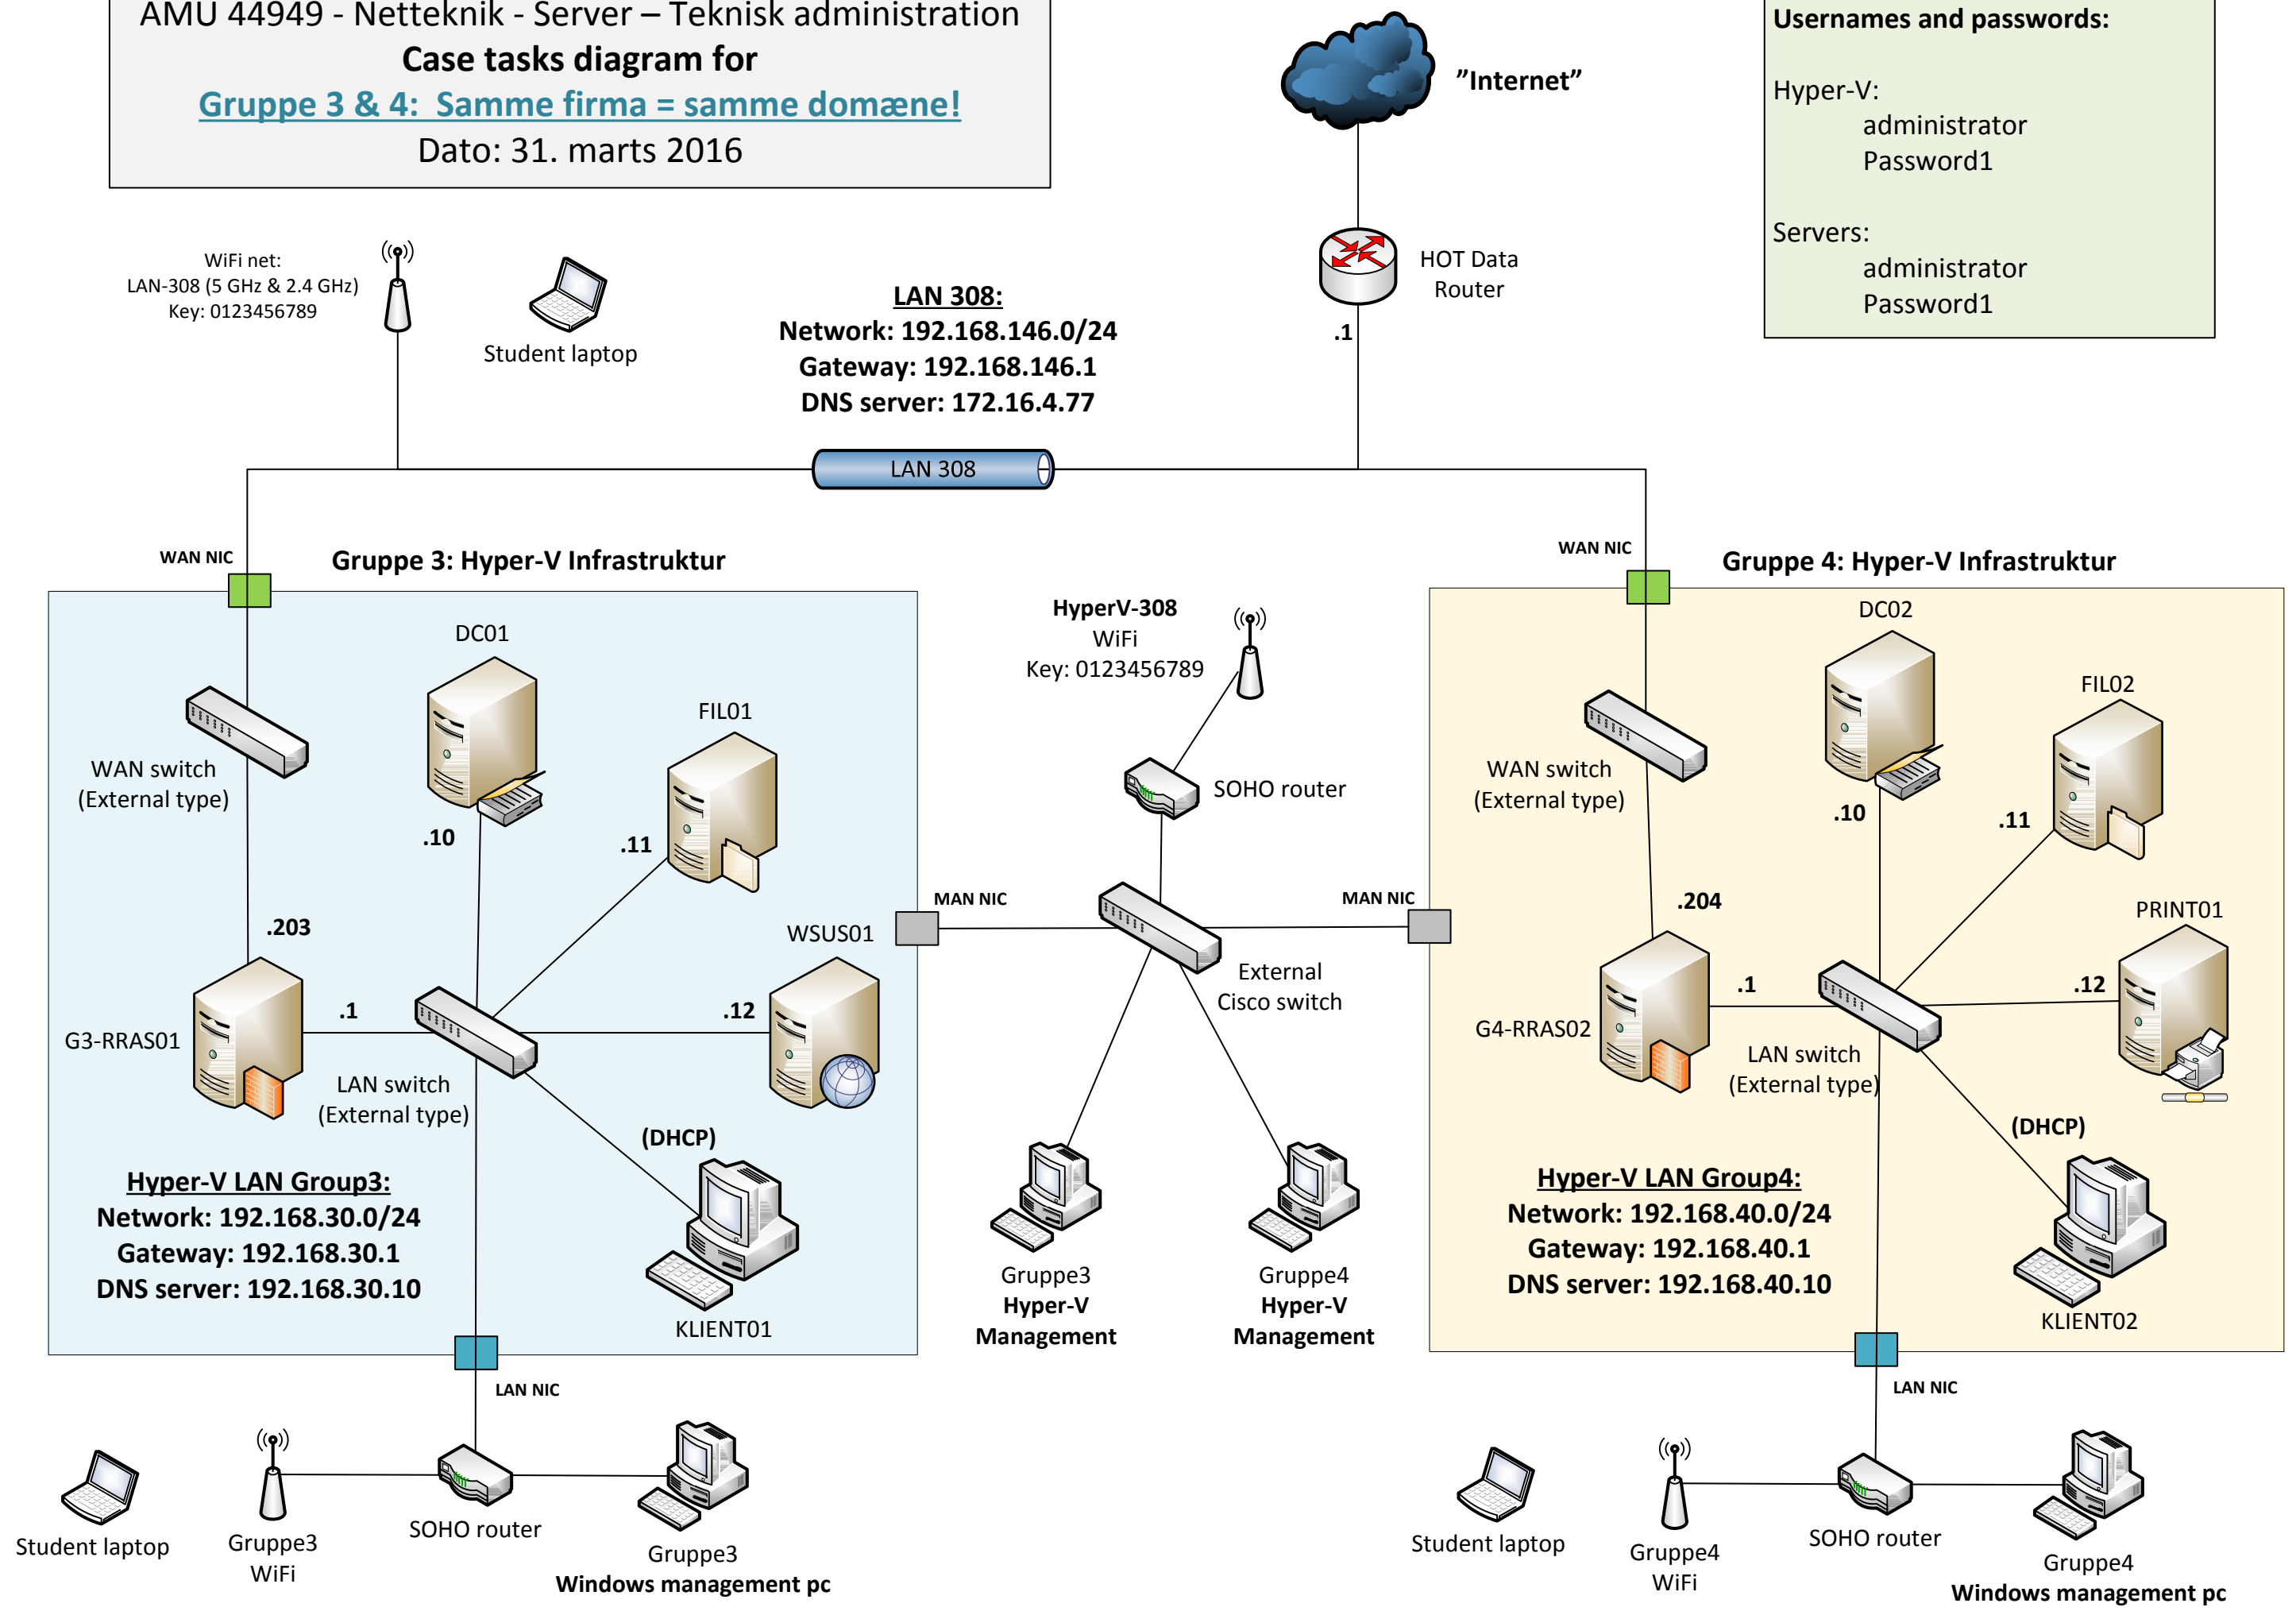 AMU 44949 - Netteknik - Server – Teknisk administration
Case tasks diagram for
Gruppe 3 & 4:  Samme firma = samme domæne!
Dato: 31. marts 2016
”Internet”
Usernames and passwords:
Hyper-V:
administrator
Password1
Servers:
administrator
Password1
WiFi net:
LAN-308 (5 GHz & 2.4 GHz)
Key: 0123456789
Student laptop
LAN 308:
Network: 192.168.146.0/24
Gateway: 192.168.146.1
DNS server: 172.16.4.77
HOT Data
Router
.1
LAN 308
WAN NIC
Gruppe 3: Hyper-V Infrastruktur
DC01
FIL01
WAN switch
(External type)
.10
.11
.203
WSUS01
G3-RRAS01
.1
.12
LAN switch
(External type)
(DHCP)
Hyper-V LAN Group3:
Network: 192.168.30.0/24
Gateway: 192.168.30.1
DNS server: 192.168.30.10
KLIENT01
LAN NIC
Student laptop
Gruppe3
WiFi
SOHO router
Gruppe3
Windows management pc
HyperV-308
WiFi
Key: 0123456789
SOHO router
MAN NIC
MAN NIC
External
Cisco switch
Gruppe3
Hyper-V
Management
Gruppe4
Hyper-V
Management
WAN NIC
Gruppe 4: Hyper-V Infrastruktur
DC02
FIL02
WAN switch
(External type)
.10
.11
.204
PRINT01
G4-RRAS02
.1
.12
LAN switch
(External type)
(DHCP)
Hyper-V LAN Group4:
Network: 192.168.40.0/24
Gateway: 192.168.40.1
DNS server: 192.168.40.10
KLIENT02
LAN NIC
Student laptop
Gruppe4
WiFi
SOHO router
Gruppe4
Windows management pc